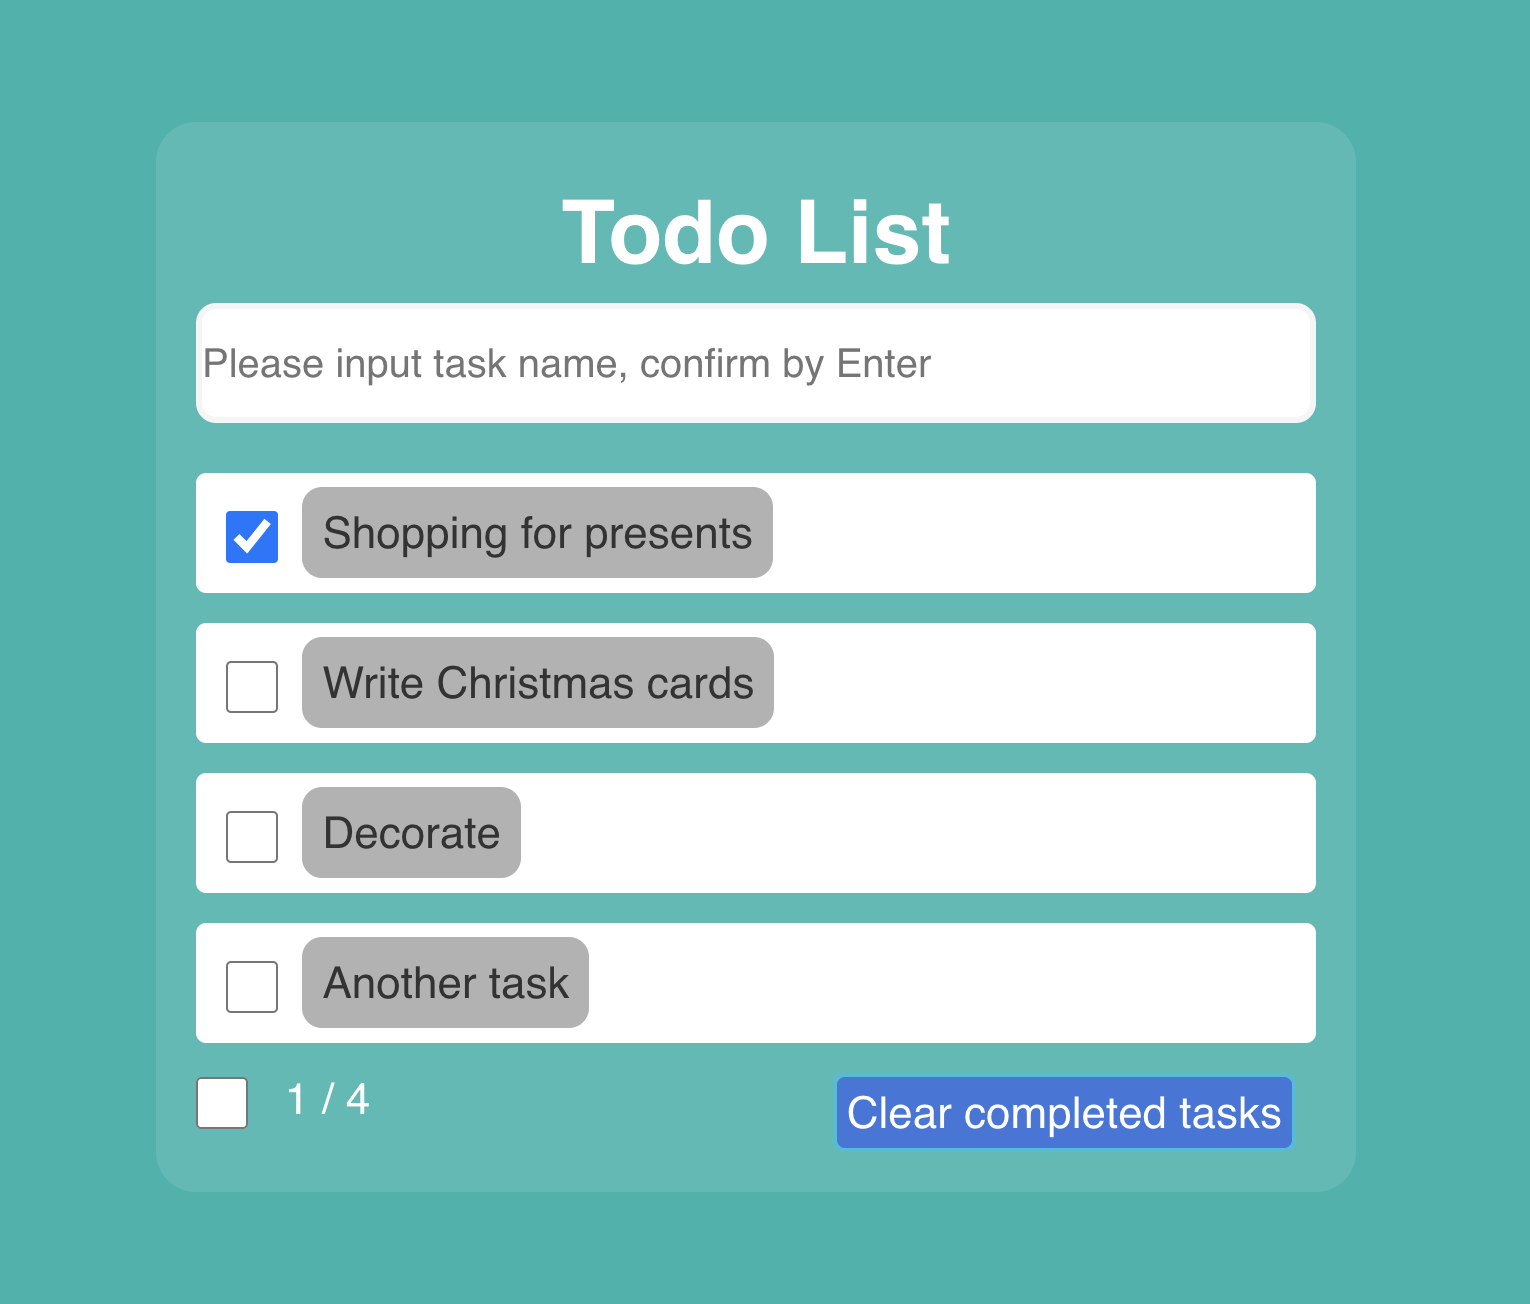 Todo List
Please input task name, confirm by Enter
Shopping for presents
Write Christmas cards
Decorate
Another task
1 / 4
Clear completed tasks